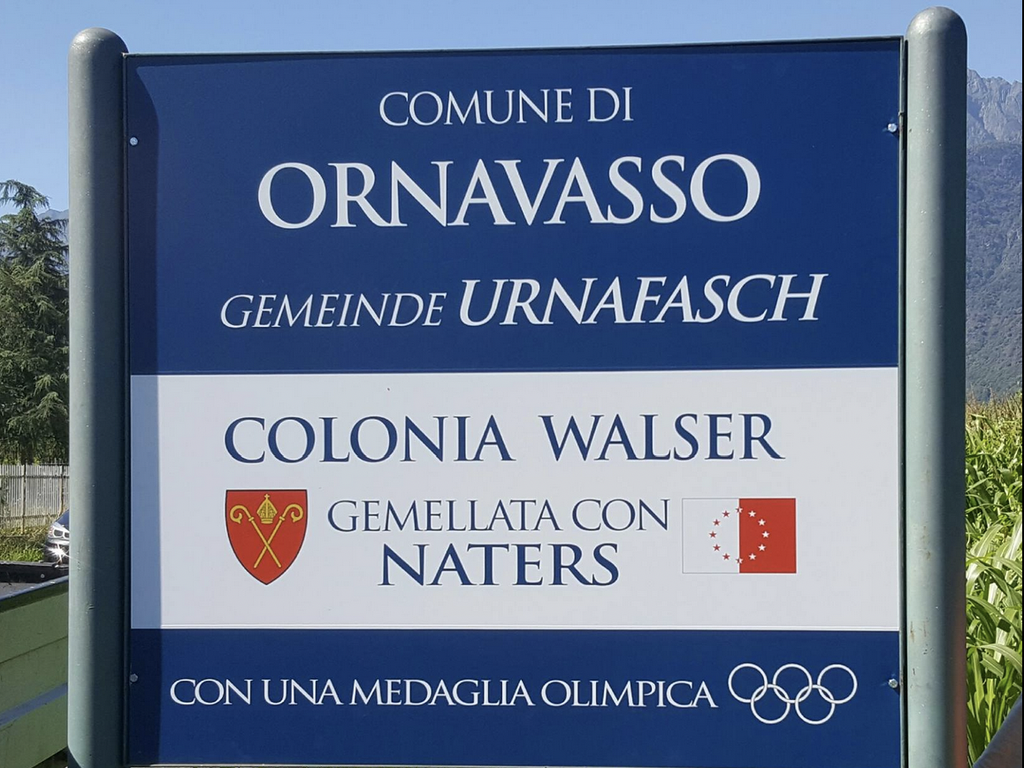 COMUNE DI
ORNAVASSO
GEMEINDE URNAFASCH
COLONIA WALSER
GEMELLATA CON
NATERS
CON UNA MEDAGLIA OLIMPICA